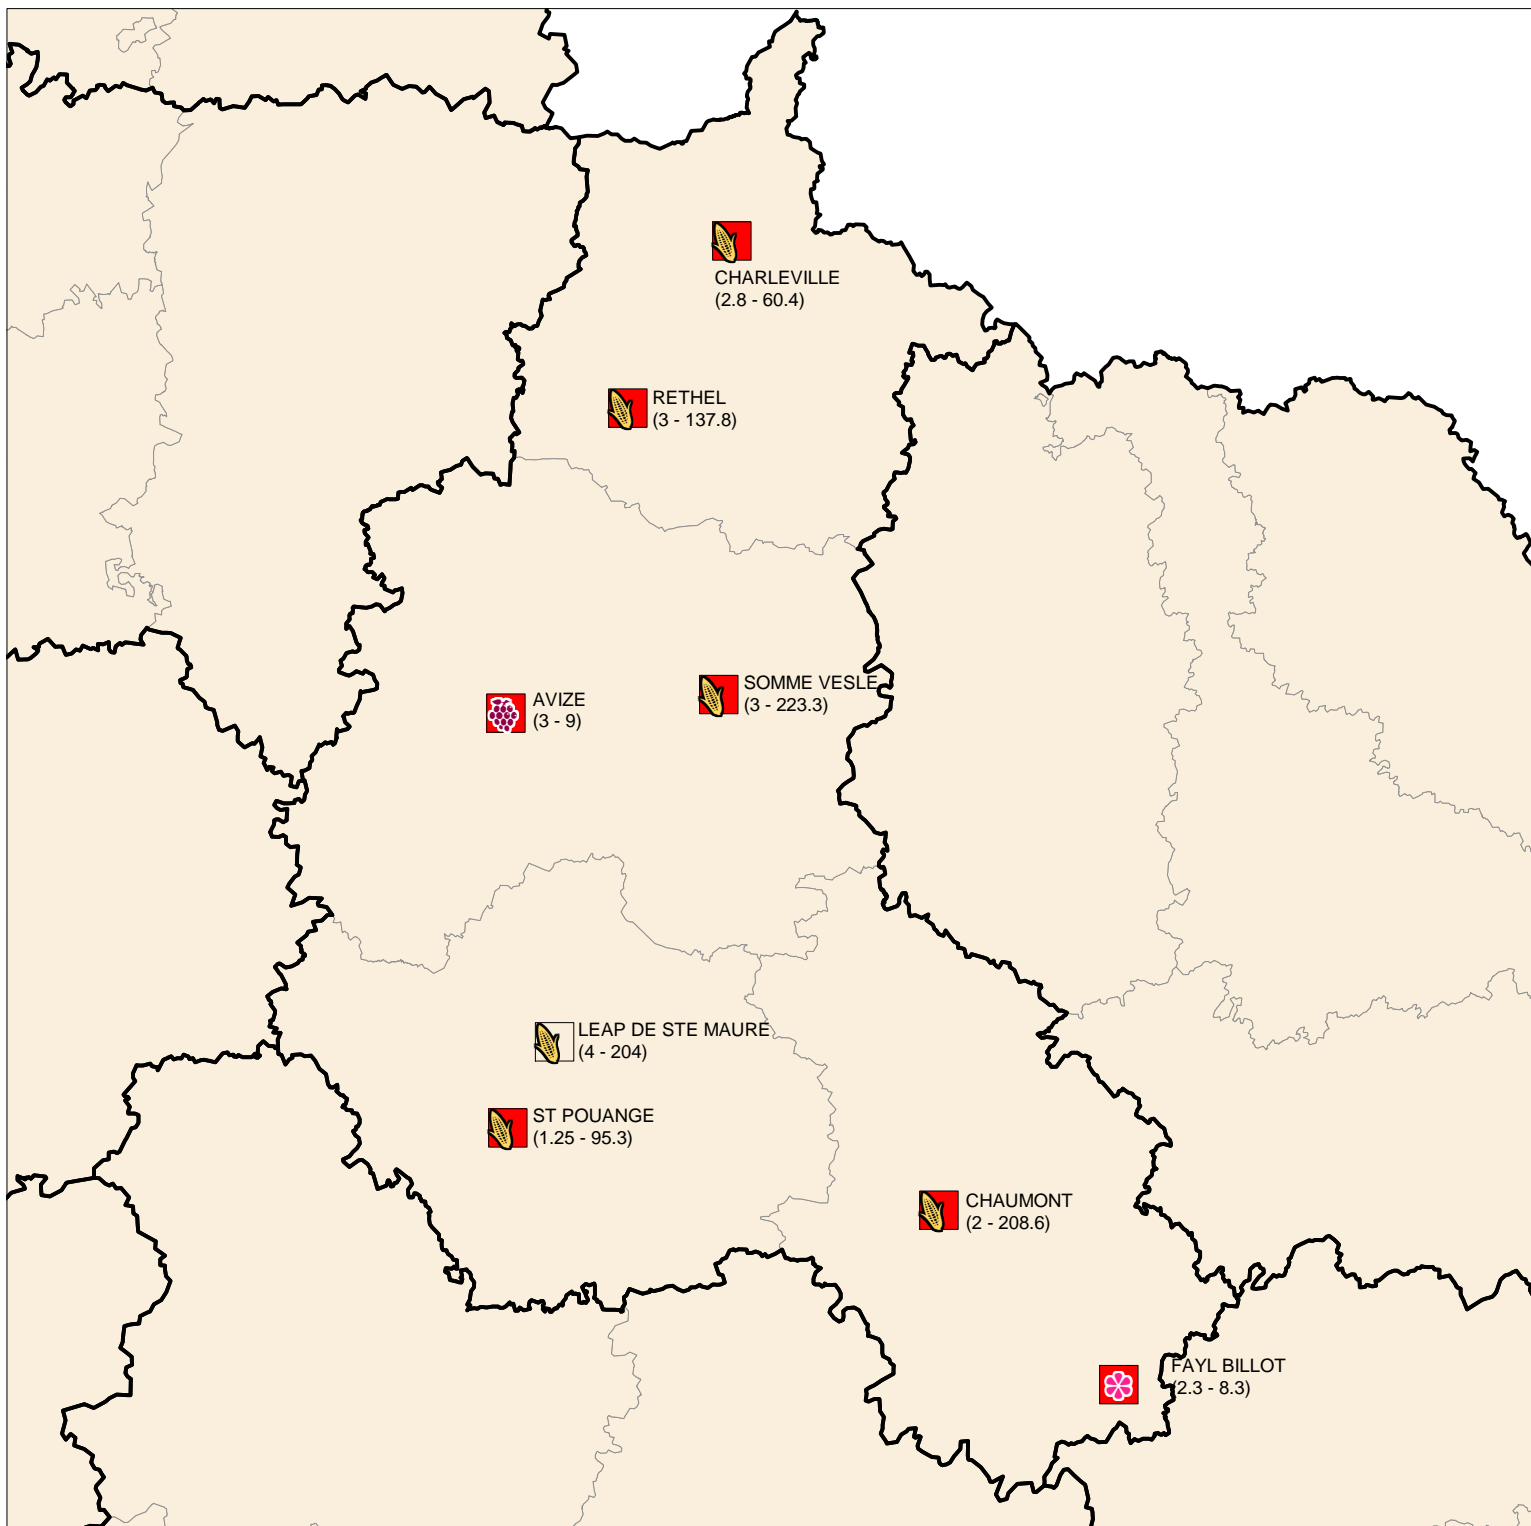 CHARLEVILLE
(2.8 - 60.4)
RETHEL
(3 - 137.8)
SOMME VESLE
(3 - 223.3)
AVIZE
(3 - 9)
LEAP DE STE MAURE
(4 - 204)
ST POUANGE
(1.25 - 95.3)
CHAUMONT
(2 - 208.6)
FAYL BILLOT
(2.3 - 8.3)